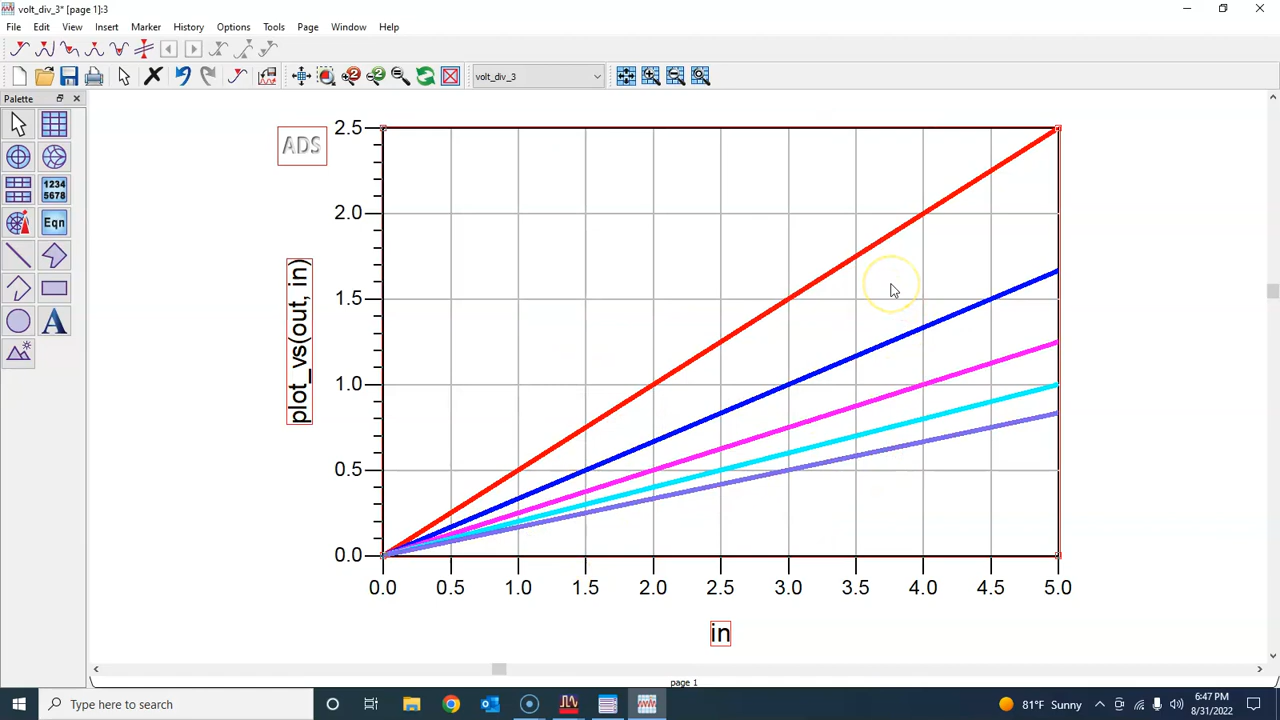 volt_div_3* [page 1]:3
File Edit View Insert Marker History Options Tools Page Window Help
volt_div_3
Palette
1234
5678
Eqn
A
ADS
plot_vs(out, in)
2.5
2.0
1.5
1.0
0.5
0.0
0.0 0.5 1.0 1.5 2.0 2.5 3.0 3.5 4.0 4.5 5.0
in
page 1
Type here to search
81°F Sunny
6:47 PM
8/31/2022